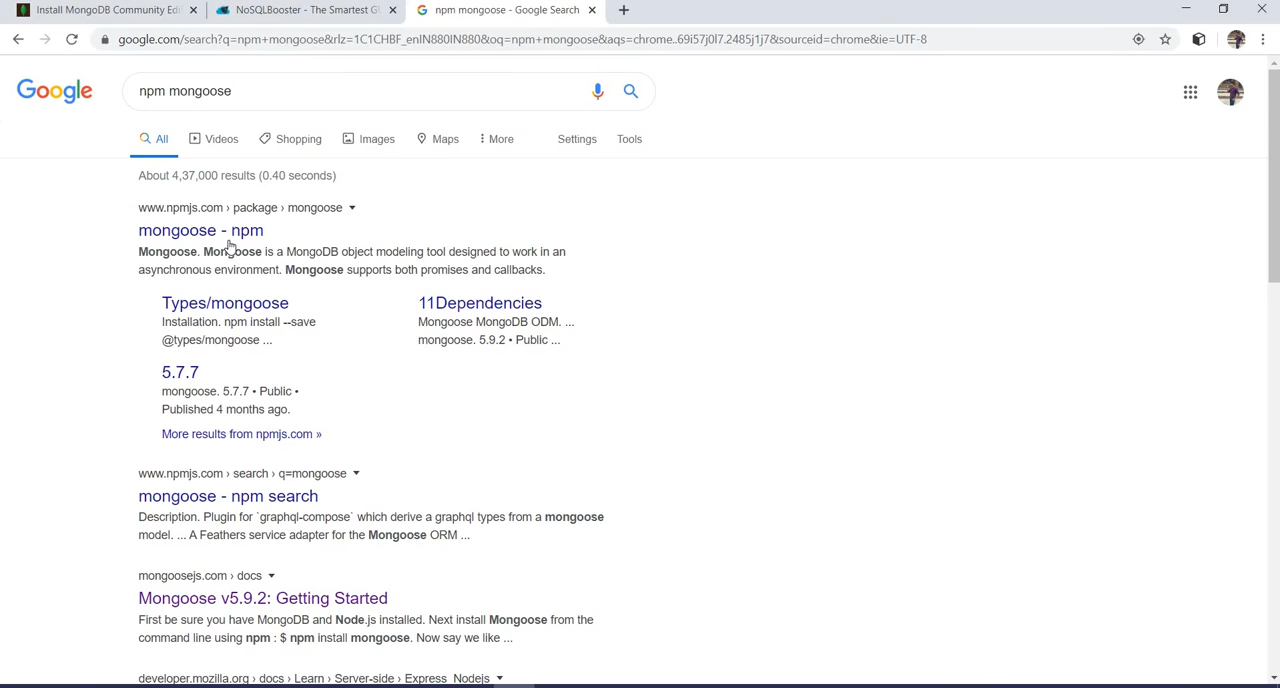 Install MongoDB Community Edi
NoSQLBooster - The Smartest G
npm mongoose - Google Search
google.com/search?q=npm+mongoose&rlz=1C1CHBF_enIN880IN880&oq=npm+mongoose&aqs=chrome..69i57j0l7.2485j1j7&sourceid=chrome&ie=UTF-8
Google
npm mongoose
All
Videos
Shopping
Images
Maps
More
Settings
Tools
About 4,37,000 results (0.40 seconds)
www.npmjs.com › package › mongoose
mongoose - npm
Mongoose. Mongoose is a MongoDB object modeling tool designed to work in an
asynchronous environment. Mongoose supports both promises and callbacks.
Types/mongoose
Installation. npm install --save
@types/mongoose ...
11Dependencies
Mongoose MongoDB ODM. ...
mongoose. 5.9.2 • Public ...
5.7.7
mongoose. 5.7.7 • Public •
Published 4 months ago.
More results from npmjs.com »
www.npmjs.com › search › q=mongoose
mongoose - npm search
Description. Plugin for `graphql-compose` which derive a graphql types from a mongoose
model. ... A Feathers service adapter for the Mongoose ORM ...
mongoosejs.com › docs
Mongoose v5.9.2: Getting Started
First be sure you have MongoDB and Node.js installed. Next install Mongoose from the
command line using npm : $ npm install mongoose. Now say we like ...
developer.mozilla.org › docs › Learn › Server-side › Express_Nodejs